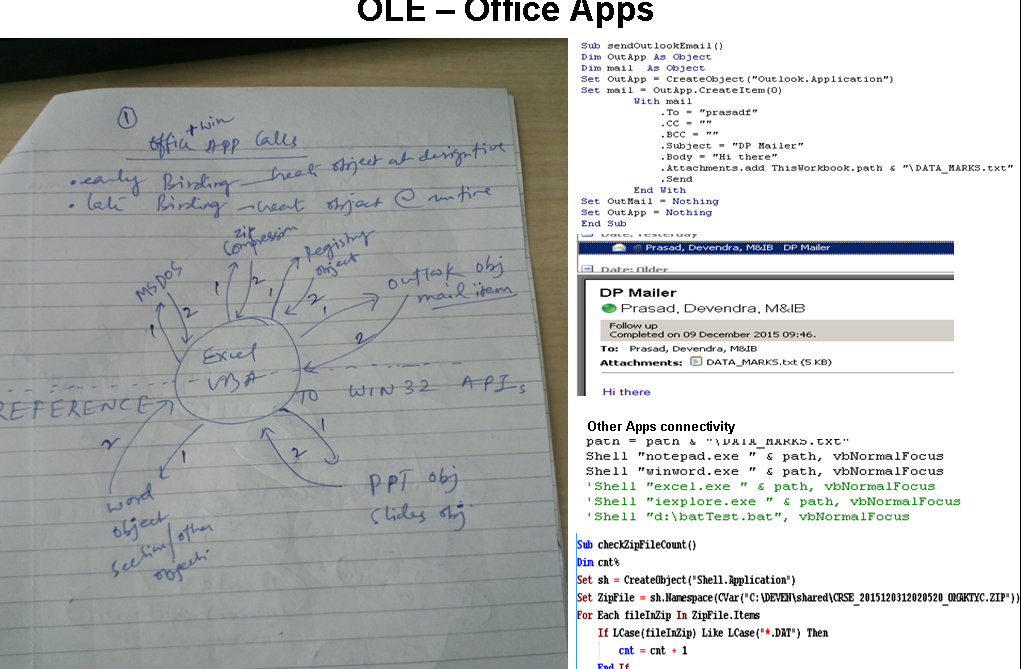 OLE – Office Apps
1
+ win
Office App Calls
• early Binding – Creat object at designtive
• late Binding – creat object @ runtine
MSDOS
Zip
Compression
Registry
object
outlook obj
mail item
1
2
1
2
1
2
1
2
Excel
VBA
REFERENCE TO WIN32 APIs
2
1
1
2
word
object
section/other
objects
PPT obj
Slides obj
Sub sendOutlookEmail()
Dim OutApp As Object
Dim mail As Object
Set OutApp = CreateObject("Outlook.Application")
Set mail = OutApp.CreateItem(0)
With mail
.To = "prasadf"
.CC = ""
.BCC = ""
.Subject = "DP Mailer"
.Body = "Hi there"
.Attachments.add ThisWorkbook.path & "\DATA_MARKS.txt"
.Send
End With
Set OutMail = Nothing
Set OutApp = Nothing
End Sub
Date: Yesterday
Prasad, Devendra, M&IB DP Mailer
Date: Older
DP Mailer
Prasad, Devendra, M&IB
Follow up
Completed on 09 December 2015 09:46.
To: Prasad, Devendra, M&IB
Attachments: DATA_MARKS.txt (5 KB)
Hi there
Other Apps connectivity
path = path & "\DATA_MARKS.txt"
Shell "notepad.exe " & path, vbNormalFocus
Shell "winword.exe " & path, vbNormalFocus
'Shell "excel.exe " & path, vbNormalFocus
'Shell "iexplore.exe " & path, vbNormalFocus
'Shell "d:\batTest.bat", vbNormalFocus
Sub checkZipFileCount()
Dim cnt%
Set sh = CreateObject("Shell.Application")
Set ZipFile = sh.Namespace(CVar("C:\DEVEN\shared\CRSE_2015120312020520_OMAKTYC.ZIP"))
For Each fileInZip In ZipFile.Items
If LCase(fileInZip) Like LCase("*.DAT") Then
cnt = cnt + 1
End If